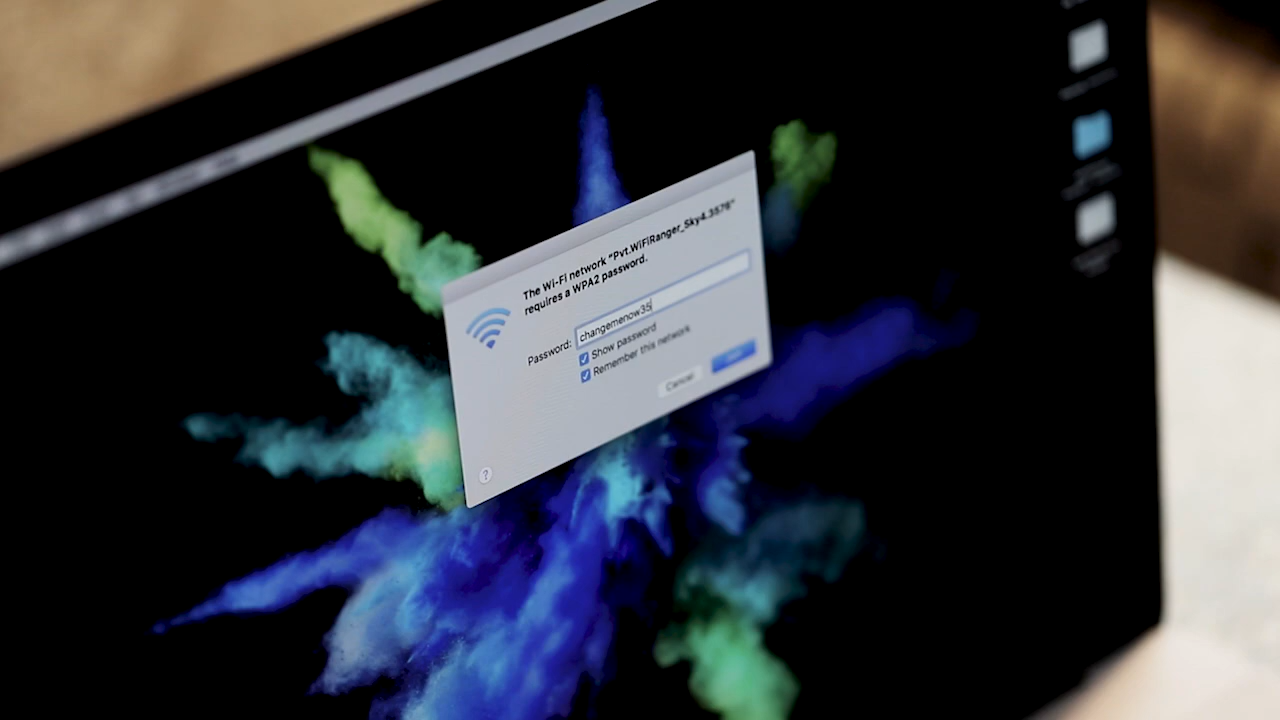 The Wi-Fi network “Pvt.WiFiRanger_Sky4.3576”
requires a WPA2 password.
Password: changemenow35
Show password
Remember this network
?
Cancel